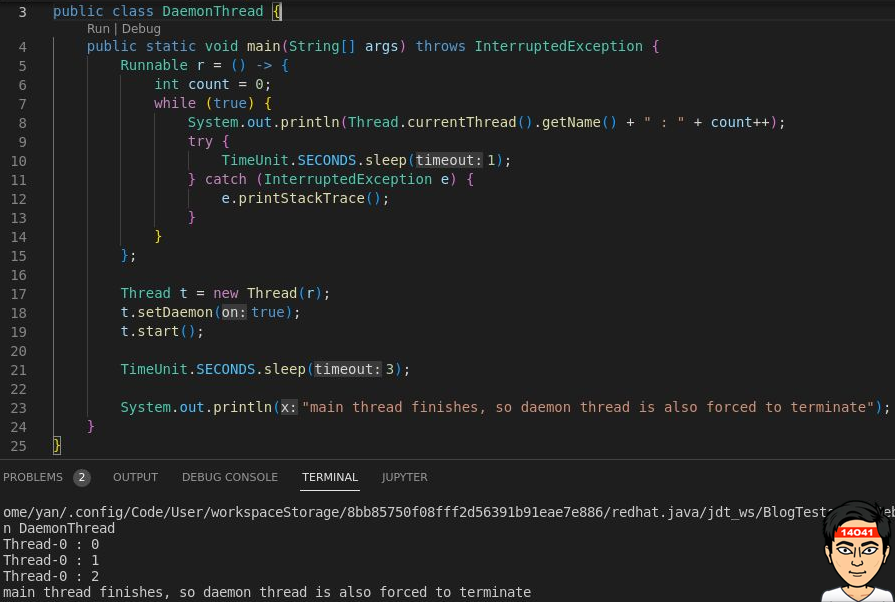 3 public class DaemonThread {
Run | Debug
4 public static void main(String[] args) throws InterruptedException {
5 Runnable r = () -> {
6 int count = 0;
7 while (true) {
8 System.out.println(Thread.currentThread().getName() + " : " + count++);
9 try {
10 TimeUnit.SECONDS.sleep(timeout: 1);
11 } catch (InterruptedException e) {
12 e.printStackTrace();
13 }
14 }
15 };
16
17 Thread t = new Thread(r);
18 t.setDaemon(on: true);
19 t.start();
20
21 TimeUnit.SECONDS.sleep(timeout: 3);
22
23 System.out.println(x: "main thread finishes, so daemon thread is also forced to terminate");
24 }
25 }
PROBLEMS 2 OUTPUT DEBUG CONSOLE TERMINAL JUPYTER
ome/yan/.config/Code/User/workspaceStorage/8bb85750f08fff2d56391b91eae7e886/redhat.java/jdt_ws/BlogTest
n DaemonThread
Thread-0 : 0
Thread-0 : 1
Thread-0 : 2
main thread finishes, so daemon thread is also forced to terminate
14041